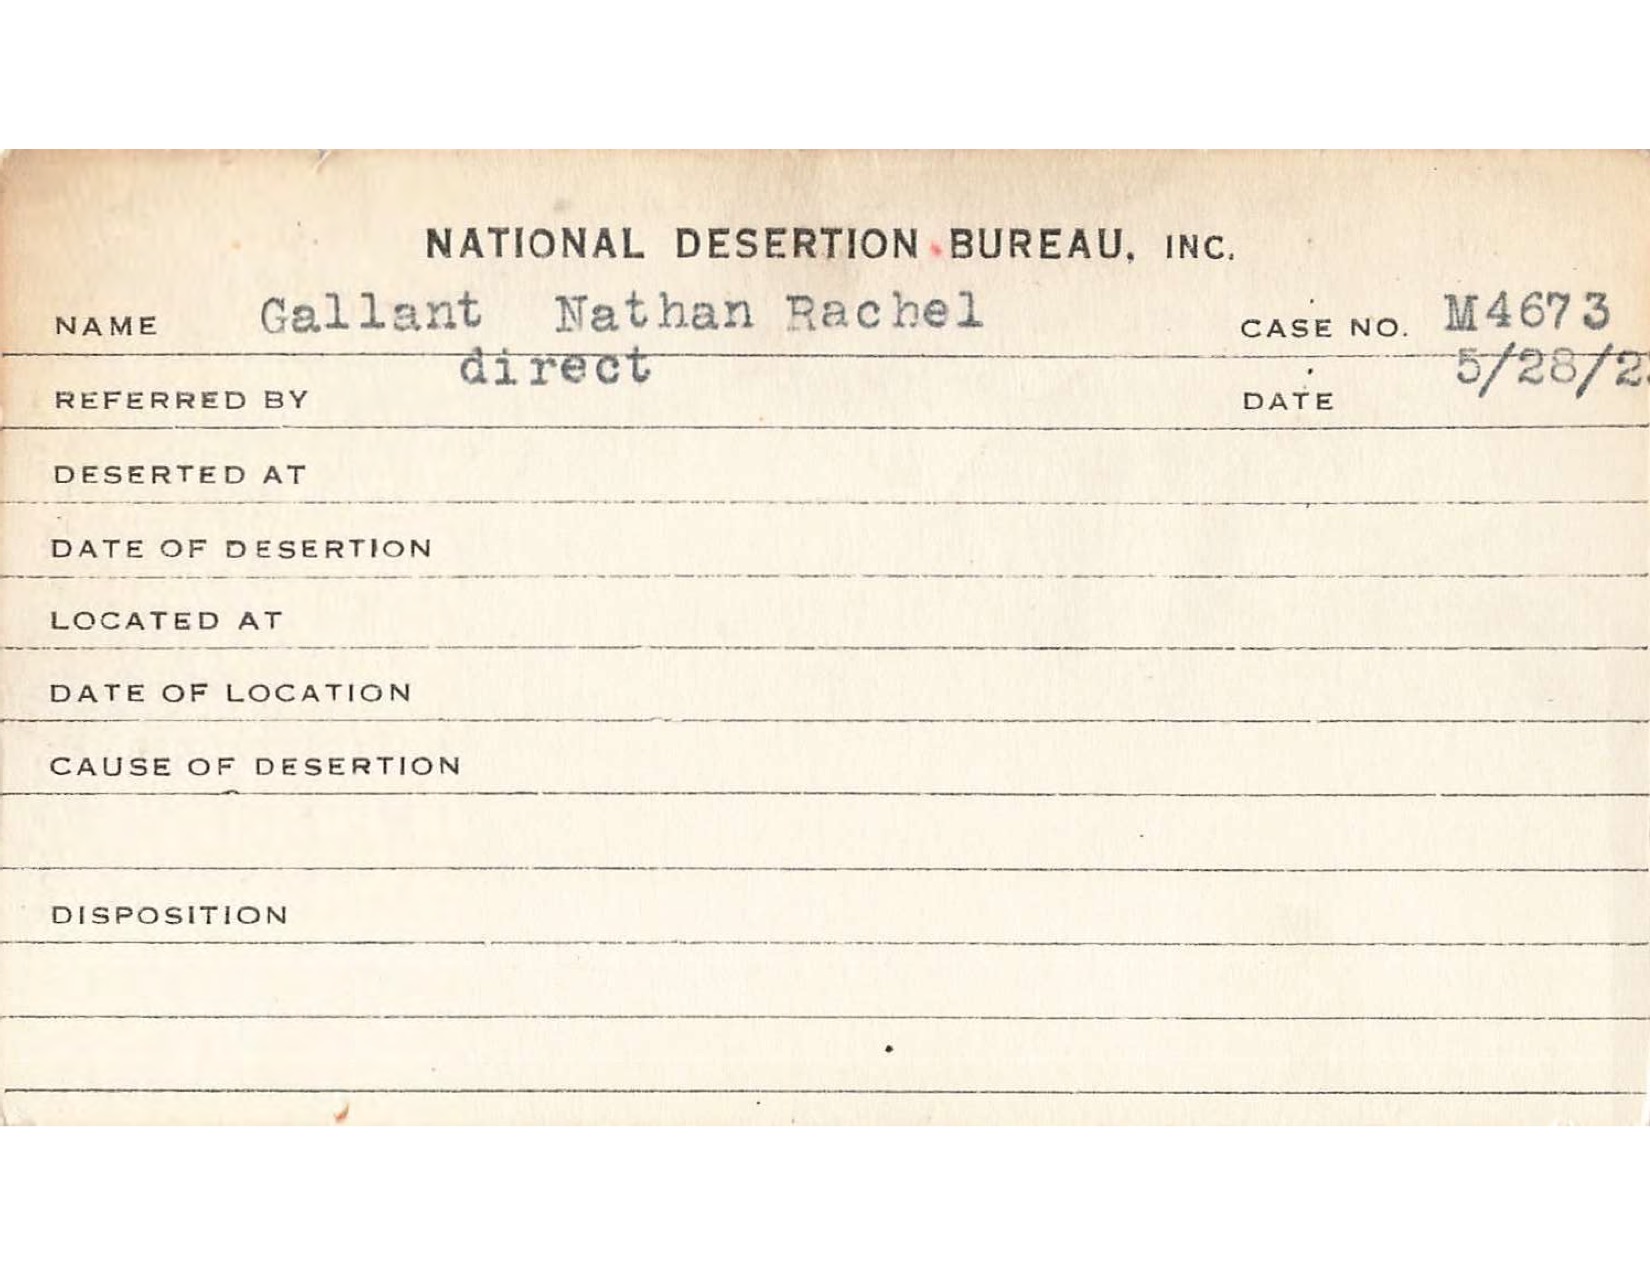 NATIONAL DESERTION BUREAU, INC.
NAME Gallant Nathan Rachel CASE NO. M4673
REFERRED BY direct DATE 5/28/2
DESERTED AT
DATE OF DESERTION
LOCATED AT
DATE OF LOCATION
CAUSE OF DESERTION
DISPOSITION